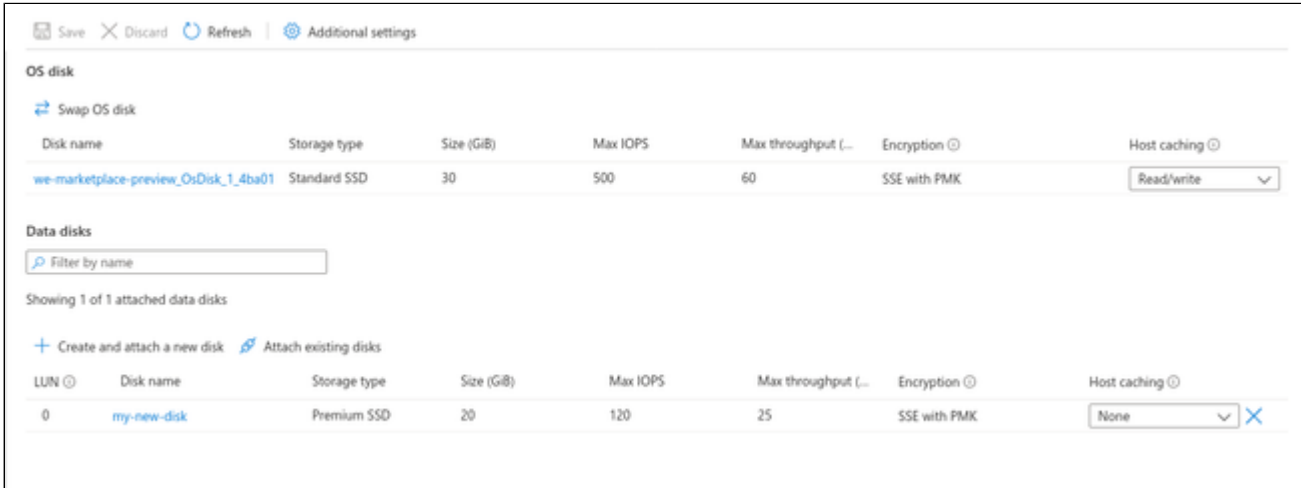 Save Discard Refresh Additional settings
OS disk
Swap OS disk
Disk name Storage type Size (GiB) Max IOPS Max throughput (... Encryption Host caching
we-marketplace-preview_OsDisk_1_4ba01 Standard SSD 30 500 60 SSE with PMK Read/write
Data disks
Filter by name
Showing 1 of 1 attached data disks
Create and attach a new disk Attach existing disks
LUN Disk name Storage type Size (GiB) Max IOPS Max throughput (... Encryption Host caching
0 my-new-disk Premium SSD 20 120 25 SSE with PMK None